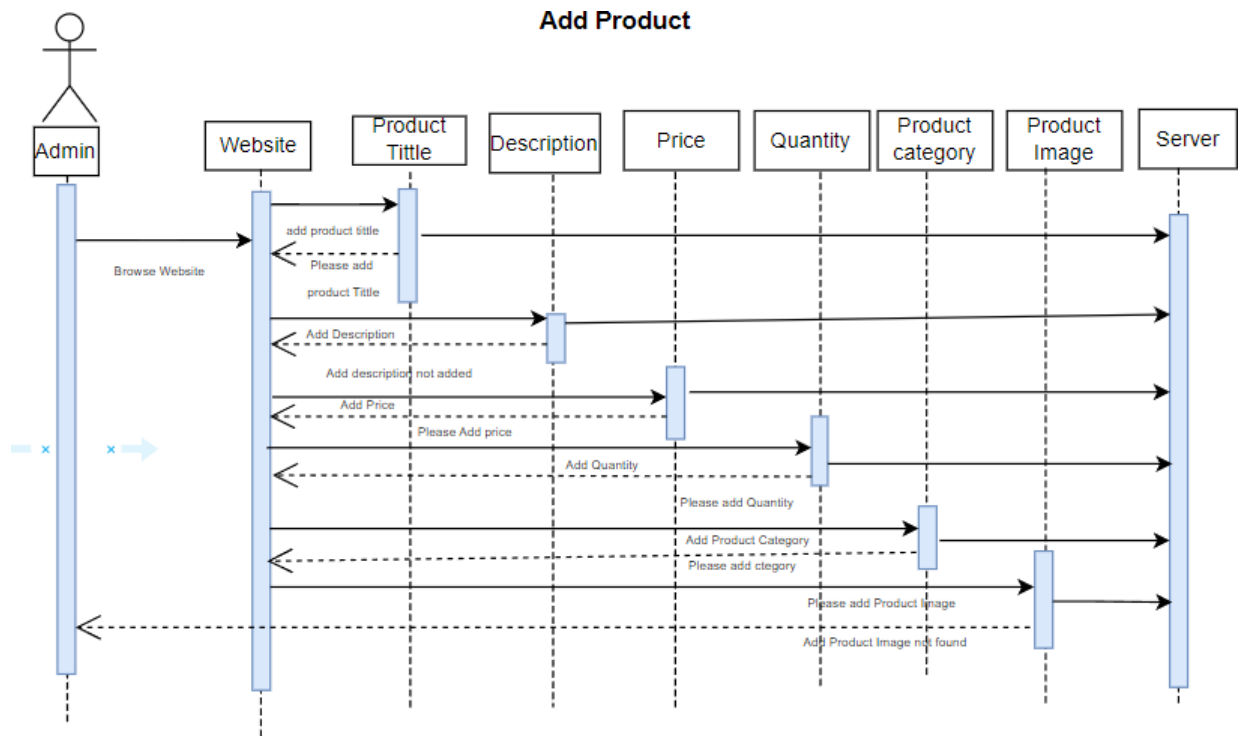 Add Product
Admin
Website
Product
Tittle
Description
Price
Quantity
Product
category
Product
Image
Server
add product tittle
Please add
product Tittle
Browse Website
Add Description
Add description not added
Add Price
Please Add price
Add Quantity
Please add Quantity
Add Product Category
Please add ctegory
Please add Product Image
Add Product Image not found